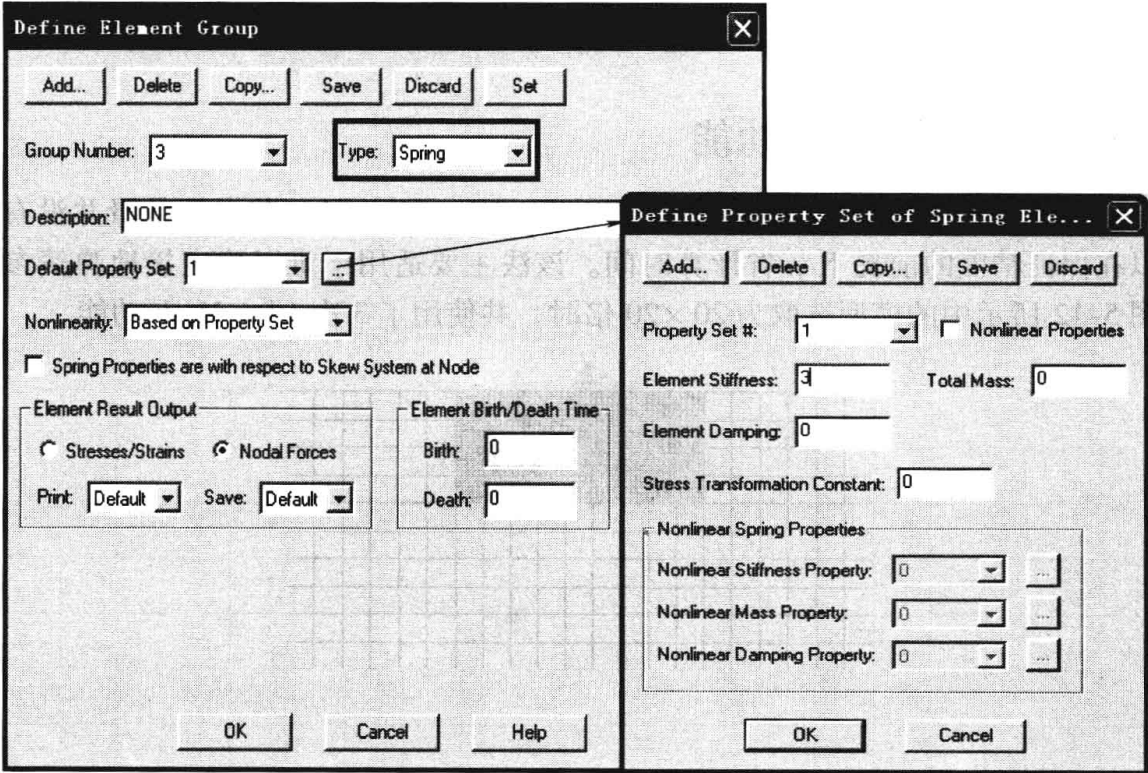 Define Element Group
Add... Delete Copy... Save Discard Set
Group Number: 3 Type: Spring
Description: NONE
Default Property Set: 1 ...
Nonlinearity: Based on Property Set
Spring Properties are with respect to Skew System at Node
Element Result Output
Stresses/Strains Nodal Forces
Print: Default Save: Default
Element Birth/Death Time
Birth: 0
Death: 0
OK Cancel Help
Define Property Set of Spring Ele...
Add... Delete Copy... Save Discard
Property Set #: 1 Nonlinear Properties
Element Stiffness: 3 Total Mass: 0
Element Damping: 0
Stress Transformation Constant: 0
Nonlinear Spring Properties
Nonlinear Stiffness Property: 0 ...
Nonlinear Mass Property: 0 ...
Nonlinear Damping Property: 0 ...
OK Cancel